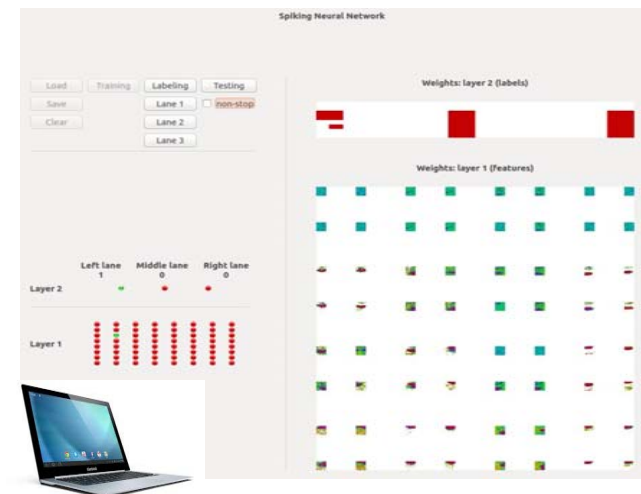 Spiking Neural Network
Load Training Labeling Testing
Save Lane 1 non-stop
Clear Lane 2
Lane 3
Left lane Middle lane Right lane
1 0 0
Layer 2
Layer 1
Weights: layer 2 (labels)
Weights: layer 1 (features)